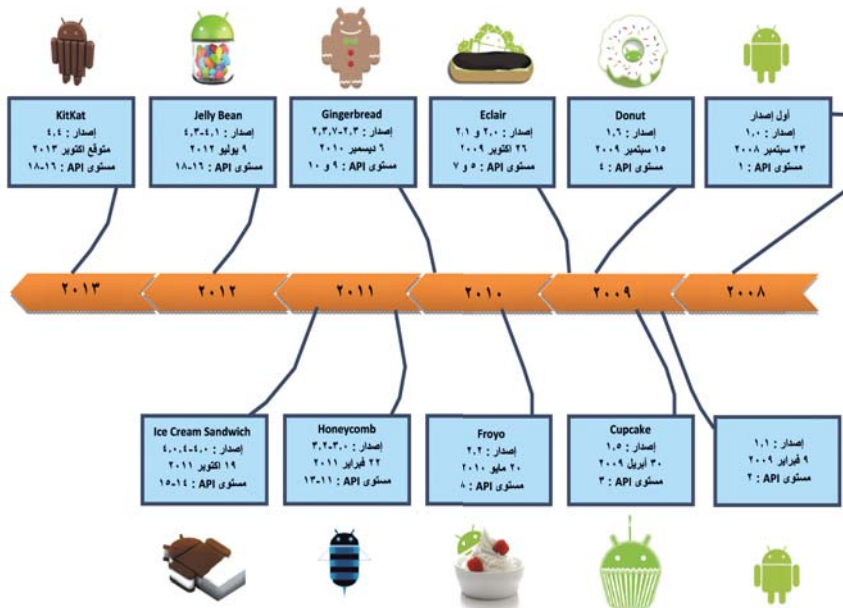 KitKat
إصدار : ٤,٤
متوقع اكتوبر ٢٠١٣
مستوى API : ١٦-١٨
Jelly Bean
إصدار : ٤,١-٤,٣
٩ يوليو ٢٠١٢
مستوى API : ١٦-١٨
Gingerbread
إصدار : ٢,٣-٢,٣,٧
٦ ديسمبر ٢٠١٠
مستوى API : ٩ و ١٠
Eclair
إصدار : ٢,٠ و ٢,١
٢٦ اكتوبر ٢٠٠٩
مستوى API : ٥ و ٧
Donut
إصدار : ١,٦
١٥ سبتمبر ٢٠٠٩
مستوى API : ٤
أول إصدار
إصدار : ١,٠
٢٣ سبتمبر ٢٠٠٨
مستوى API : ١
٢٠١٣
٢٠١٢
٢٠١١
٢٠١٠
٢٠٠٩
٢٠٠٨
Ice Cream Sandwich
إصدار : ٤,٠-٤,٠,٤
١٩ اكتوبر ٢٠١١
مستوى API : ١٤-١٥
Honeycomb
إصدار : ٣,٠-٣,٢
٢٢ فبراير ٢٠١١
مستوى API : ١١-١٣
Froyo
إصدار : ٢,٢
٢٠ مايو ٢٠١٠
مستوى API : ٨
Cupcake
إصدار : ١,٥
٣٠ أبريل ٢٠٠٩
مستوى API : ٣
إصدار : ١,١
٩ فبراير ٢٠٠٩
مستوى API : ٢